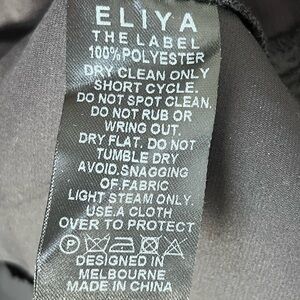 ELIYA
THE LABEL
100%POLYESTER
DRY CLEAN ONLY
SHORT CYCLE.
DO NOT SPOT CLEAN.
DO NOT RUB OR
WRING OUT.
DRY FLAT. DO NOT
TUMBLE DRY
AVOID.SNAGGING
OF.FABRIC
LIGHT STEAM ONLY.
USE.A CLOTH
OVER TO PROTECT
P
DESIGNED IN
MELBOURNE
MADE IN CHINA